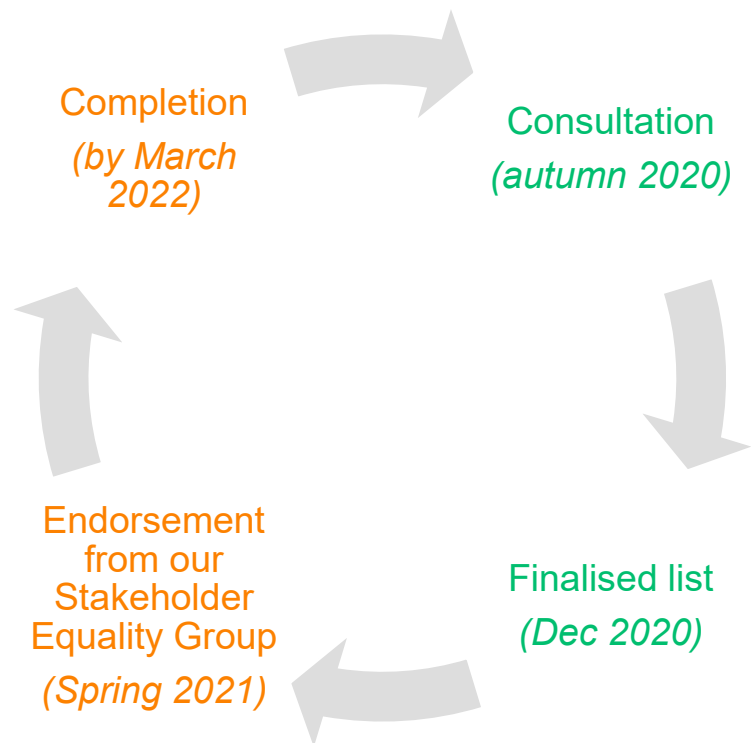 Completion
(by March
2022)
Consultation
(autumn 2020)
Finalised list
(Dec 2020)
Endorsement
from our
Stakeholder
Equality Group
(Spring 2021)